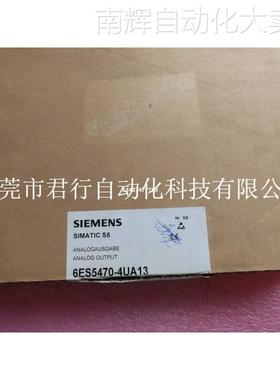 南辉自动化大卖
莞市君行自动化科技有限公
SIEMENS
SIMATIC S5
ANALOGAUSGABE
ANALOG OUTPUT
6ES5470-4UA13